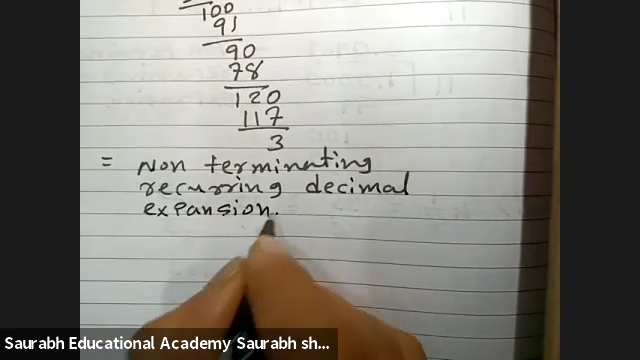 100
91
90
78
120
117
3
= Non terminating
recurring decimal
expansion.
Saurabh Educational Academy Saurabh sh...